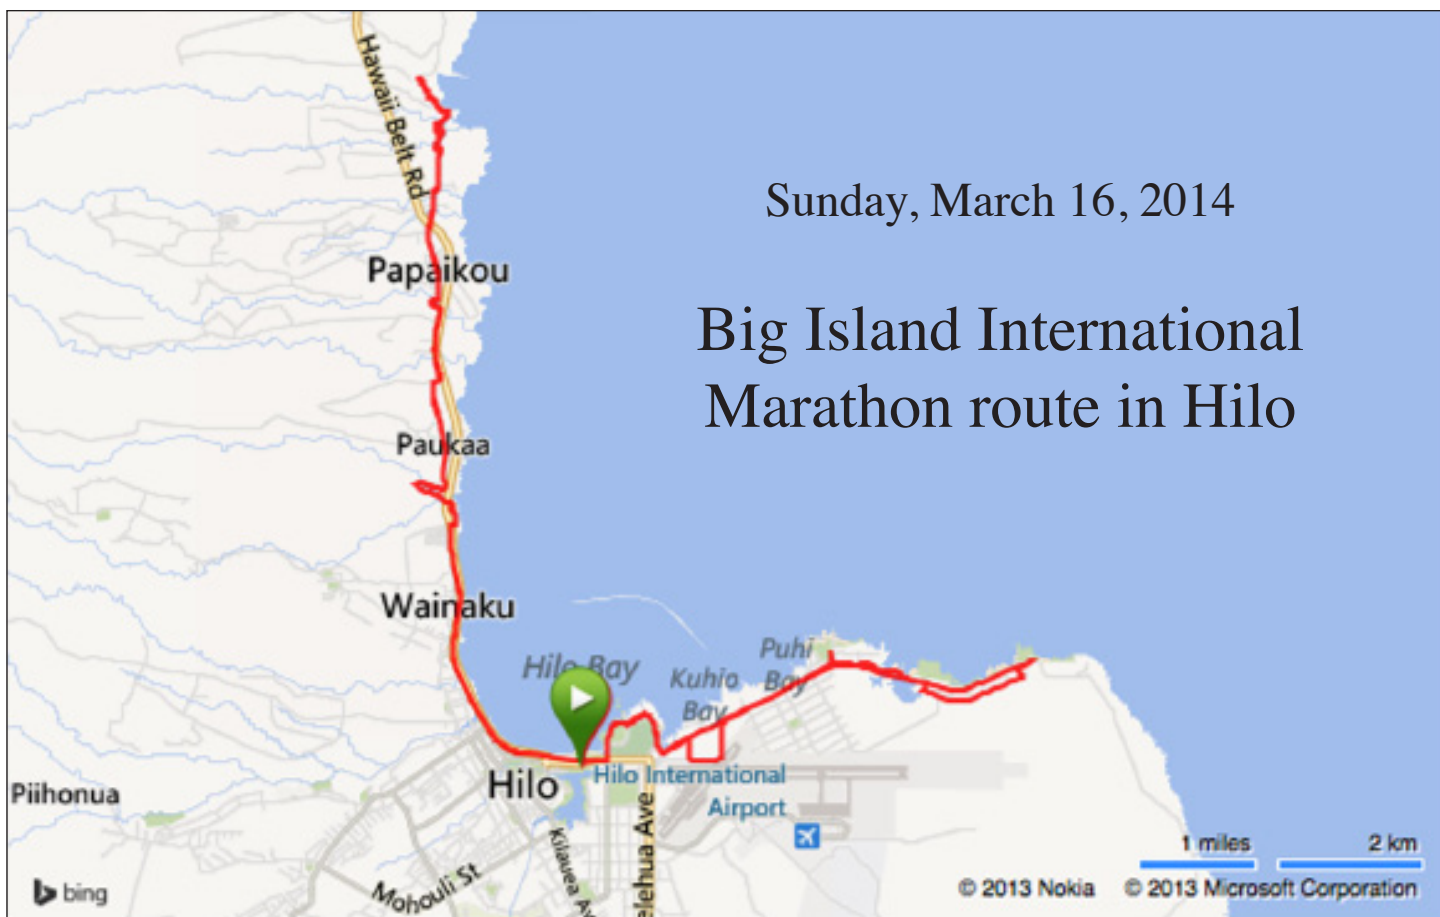 Hawaii Belt Rd
Sunday, March 16, 2014
Papaikou
Big Island International
Marathon route in Hilo
Paukaa
Wainaku
Hilo Bay
Puhi
Bay
Kuhio
Bay
Hilo
Hilo International
Airport
Piihonua
Kilauea Av
elehua Ave
Mohouli St
1 miles
2 km
bing
© 2013 Nokia © 2013 Microsoft Corporation